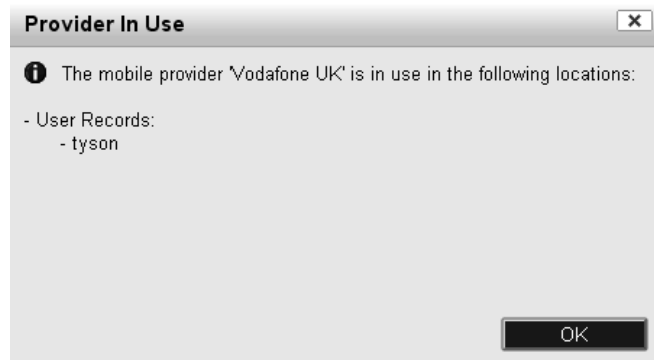 Provider In Use
The mobile provider 'Vodafone UK' is in use in the following locations:
- User Records:
- tyson
OK